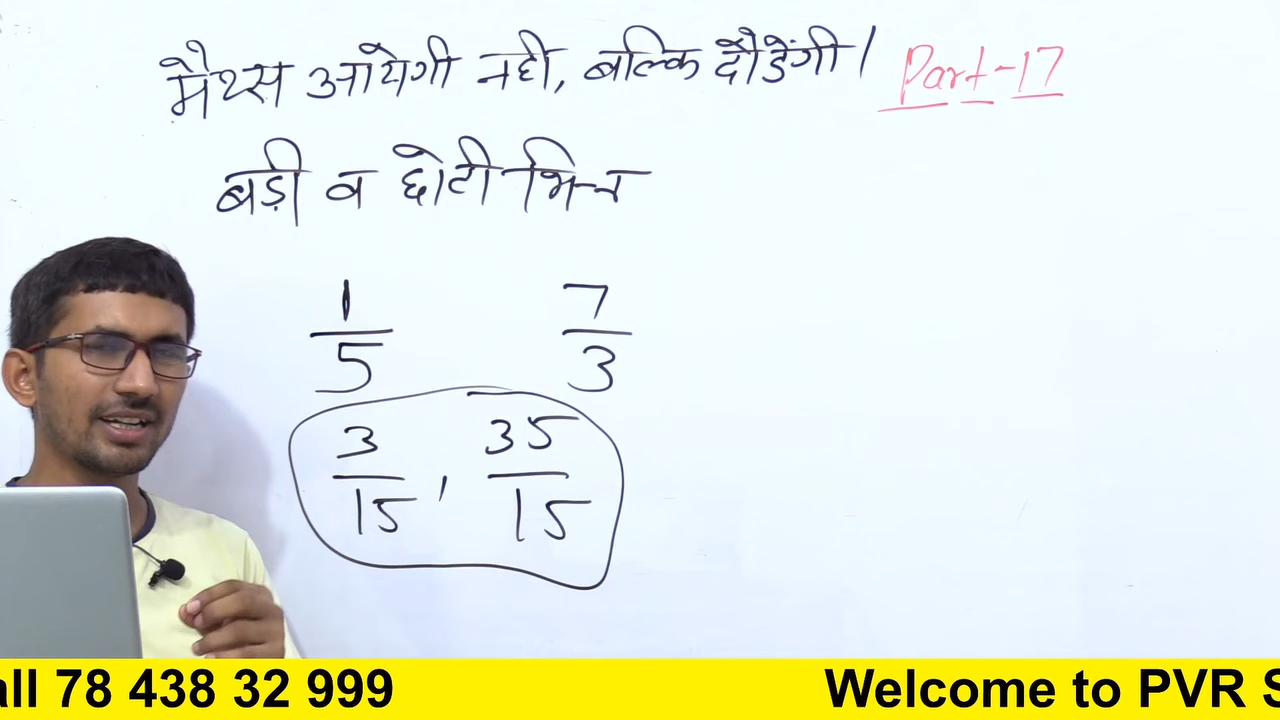 मैथ्स आयेगी नही, बल्कि दौडेंगी। Part-17
बड़ी व छोटी भिन्न
1/5 7/3
3/15, 35/15
all 78 438 32 999 Welcome to PVR S